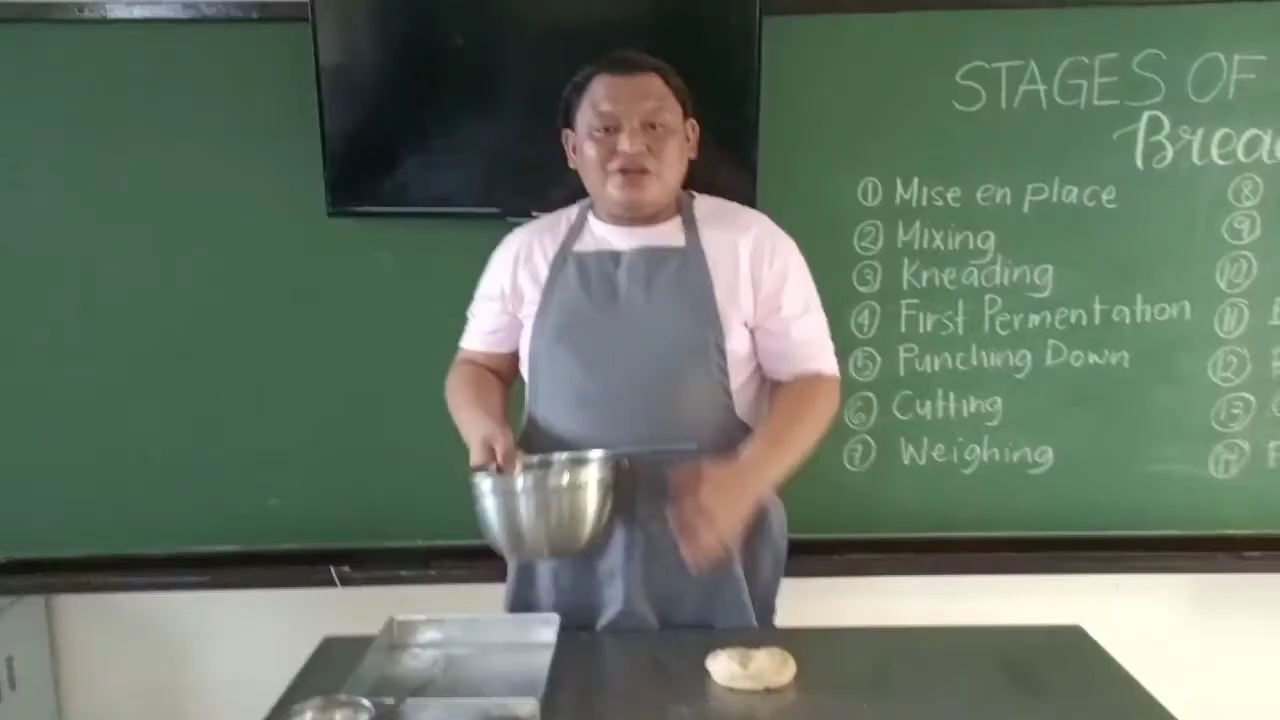 STAGES OF
Brea
① Mise en place
② Mixing
③ Kneading
④ First Permentation
⑤ Punching Down
⑥ Cutting
⑦ Weighing
⑧
⑨
⑩
⑪
⑫
⑬
⑭